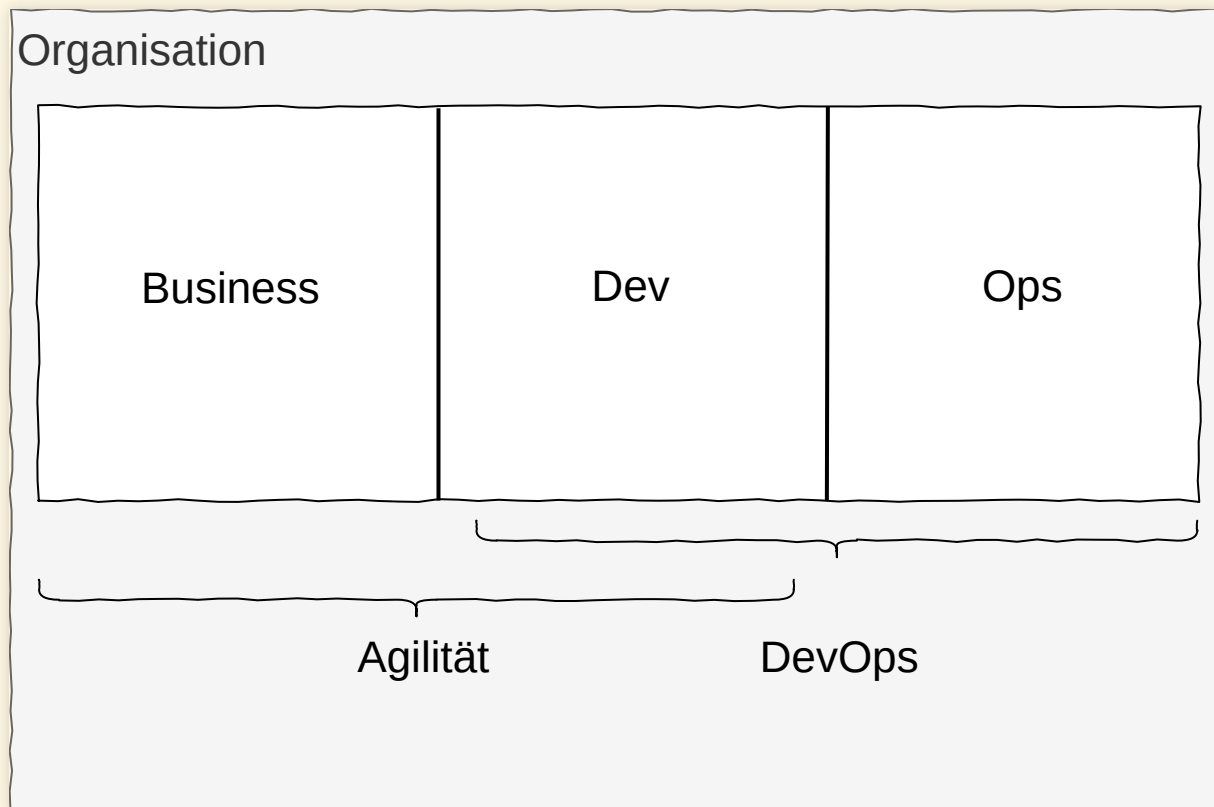 Organisation
Business
Dev
Ops
Agilität
DevOps